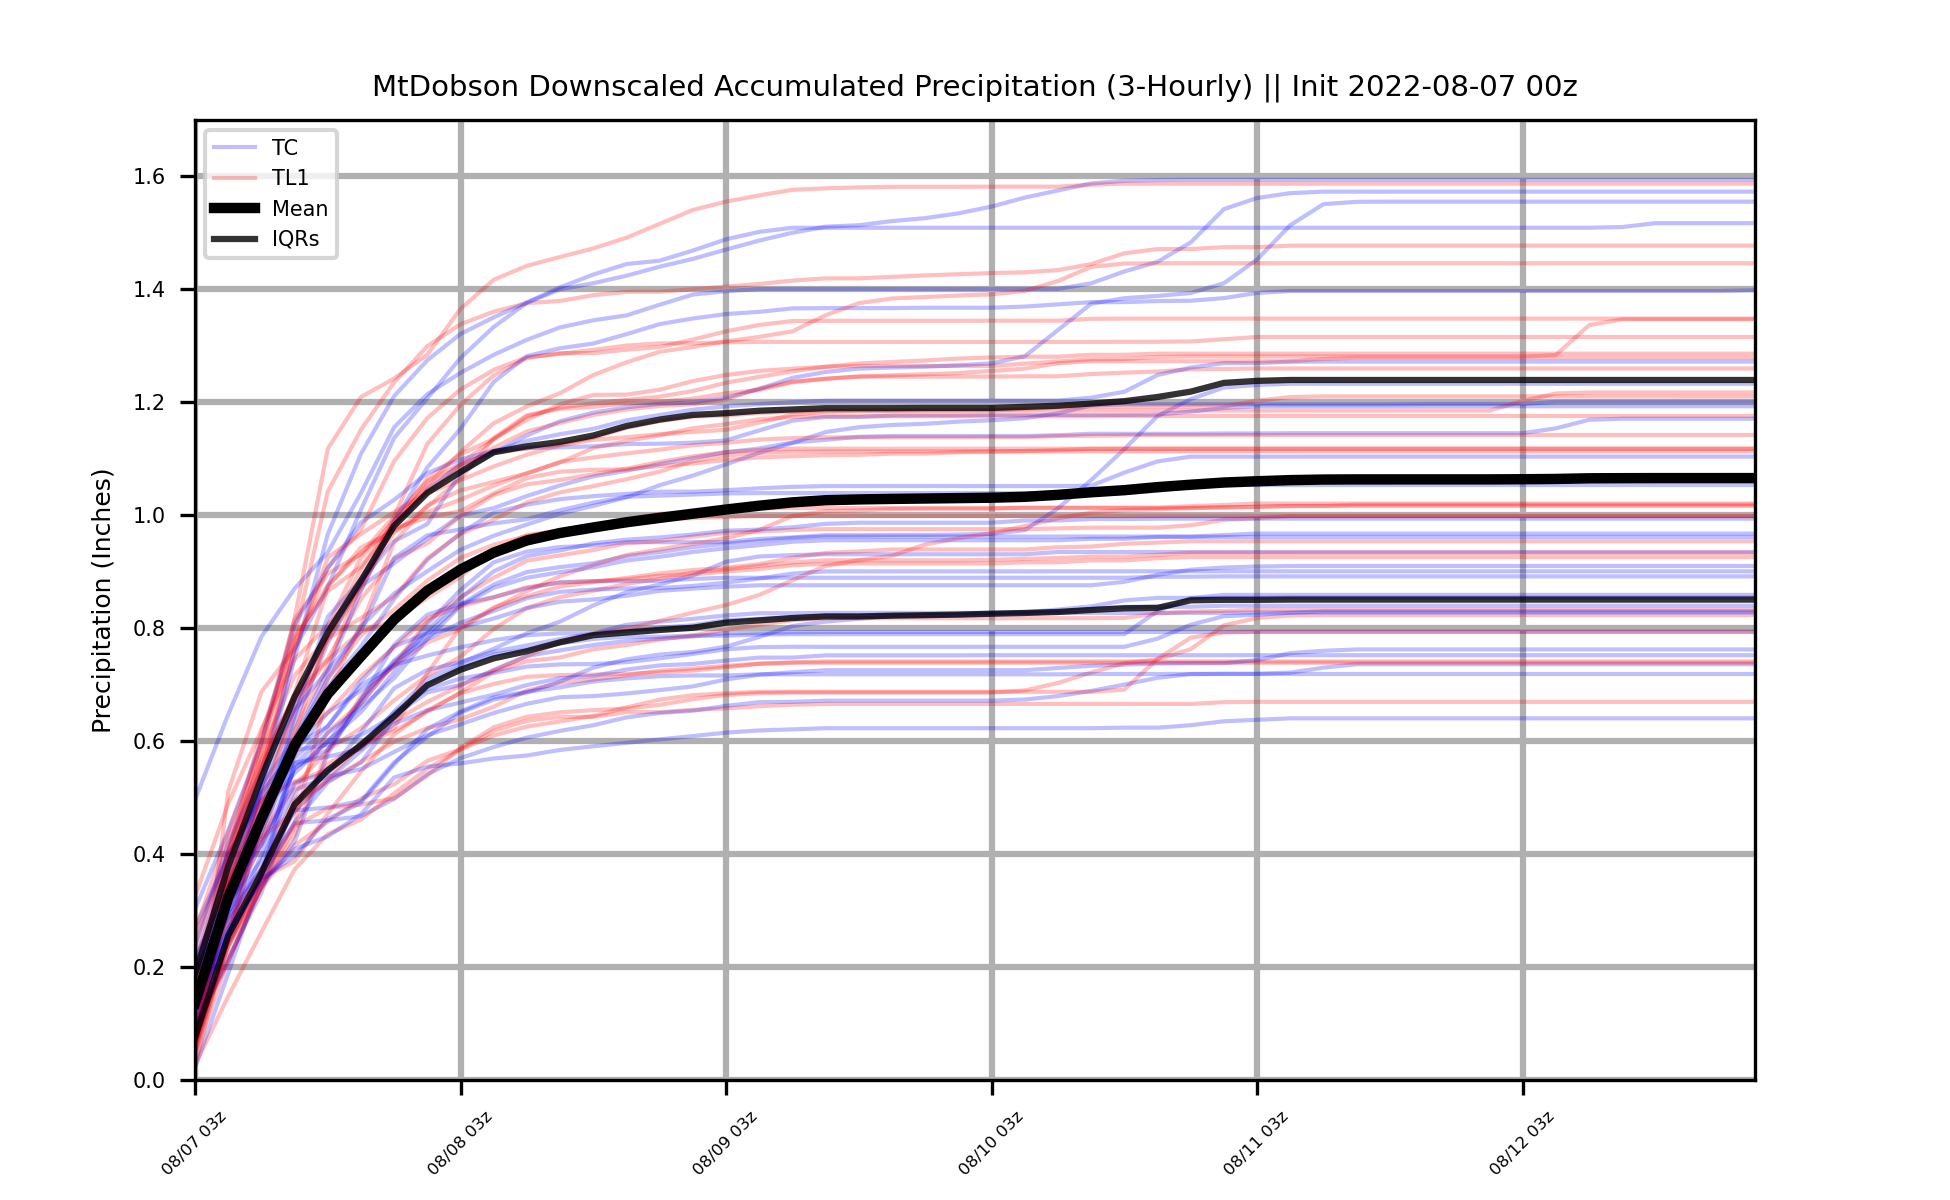 MtDobson Downscaled Accumulated Precipitation (3-Hourly) || Init 2022-08-07 00z
TC
TL1
Mean
IQRs
Precipitation (Inches)
1.6
1.4
1.2
1.0
0.8
0.6
0.4
0.2
0.0
08/07 03z
08/08 03z
08/09 03z
08/10 03z
08/11 03z
08/12 03z